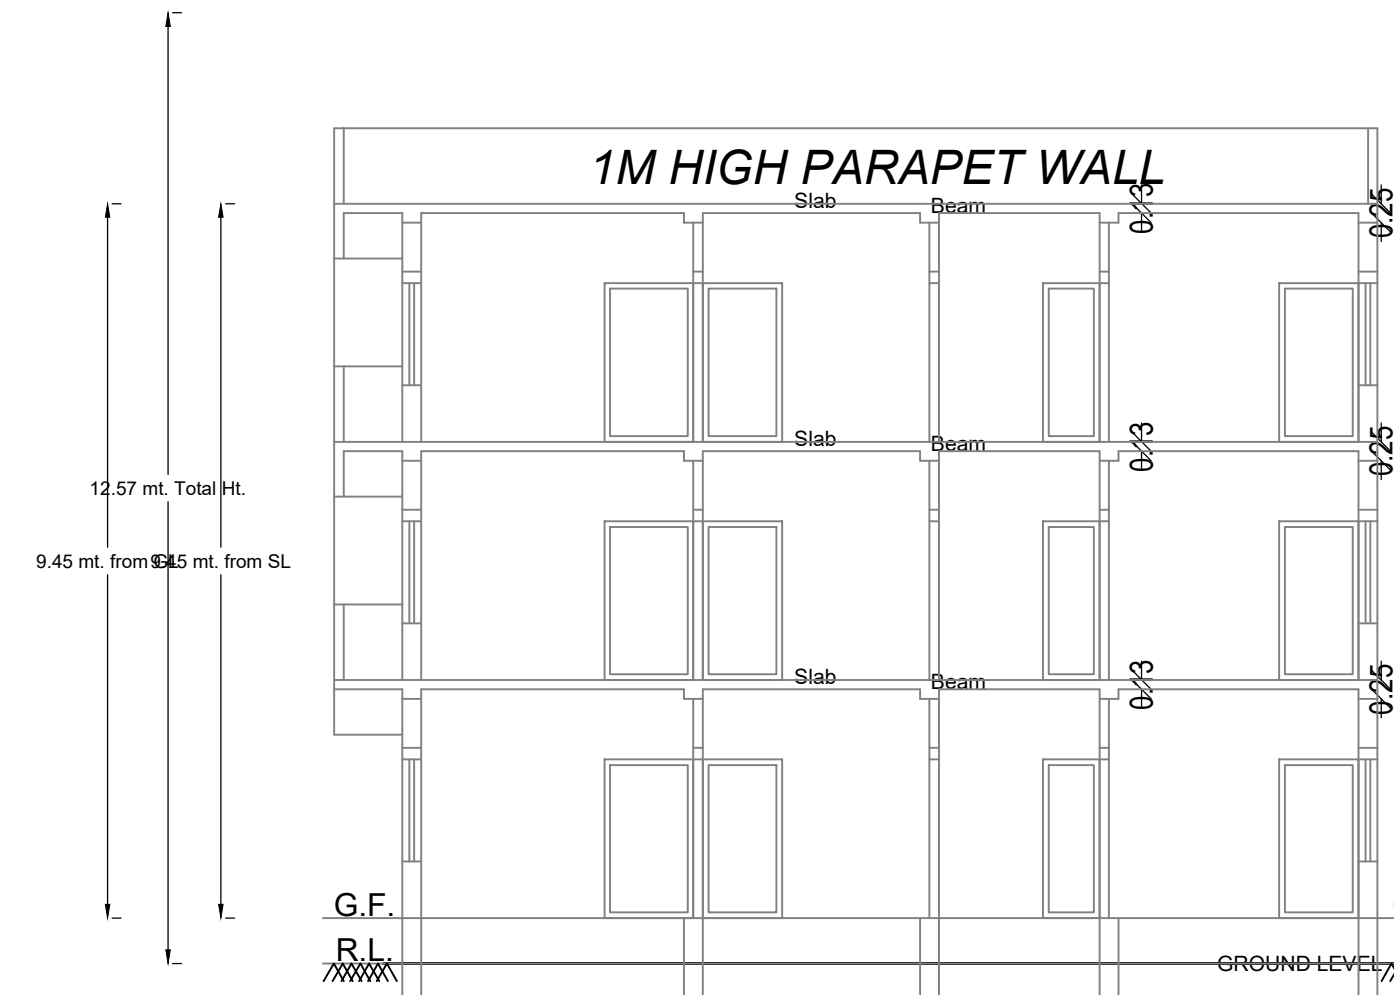 1M HIGH PARAPET WALL
Slab
Beam
0.13
0.25
Slab
Beam
0.13
0.25
12.57 mt. Total Ht.
9.45 mt. from GL
9.45 mt. from SL
Slab
Beam
0.13
0.25
G.F.
R.L.
GROUND LEVEL